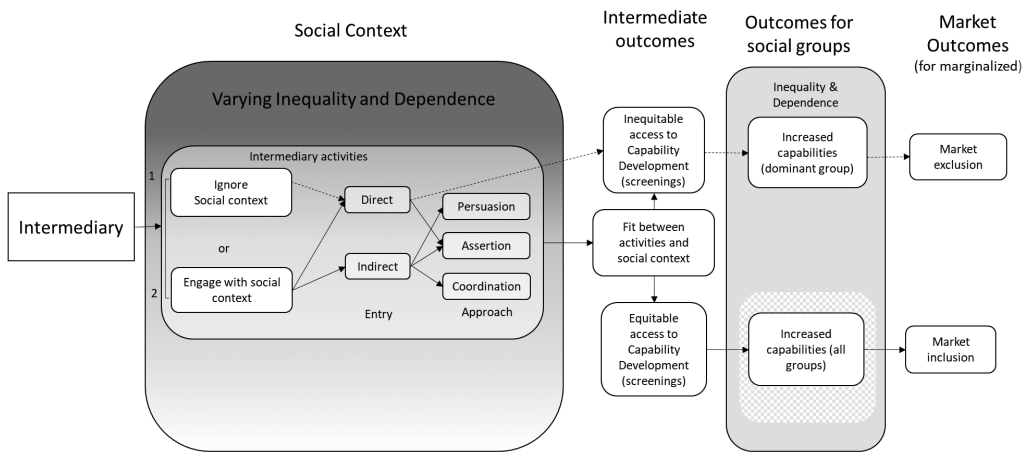 Social Context
Intermediate
outcomes
Outcomes for
social groups
Market
Outcomes
(for marginalized)
Varying Inequality and Dependence
Inequality &
Dependence
Intermediary activities
1
Ignore
Social context
or
2
Engage with social
context
Direct
Indirect
Entry
Persuasion
Assertion
Coordination
Approach
Intermediary
Inequitable
access to
Capability
Development
(screenings)
Fit between
activities and
social context
Equitable
access to
Capability
Development
(screenings)
Increased
capabilities
(dominant group)
Increased
capabilities (all
groups)
Market
exclusion
Market
inclusion